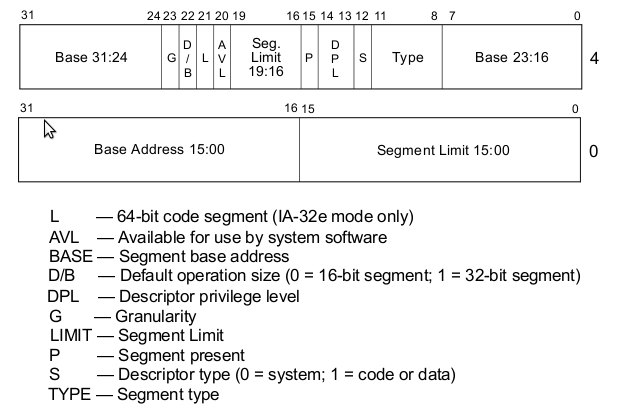 31 24 23 22 21 20 19 16 15 14 13 12 11 8 7 0
Base 31:24 G D/B L AVL Seg. Limit 19:16 P DPL S Type Base 23:16 4
31 16 15 0
Base Address 15:00 Segment Limit 15:00 0
L — 64-bit code segment (IA-32e mode only)
AVL — Available for use by system software
BASE — Segment base address
D/B — Default operation size (0 = 16-bit segment; 1 = 32-bit segment)
DPL — Descriptor privilege level
G — Granularity
LIMIT — Segment Limit
P — Segment present
S — Descriptor type (0 = system; 1 = code or data)
TYPE — Segment type